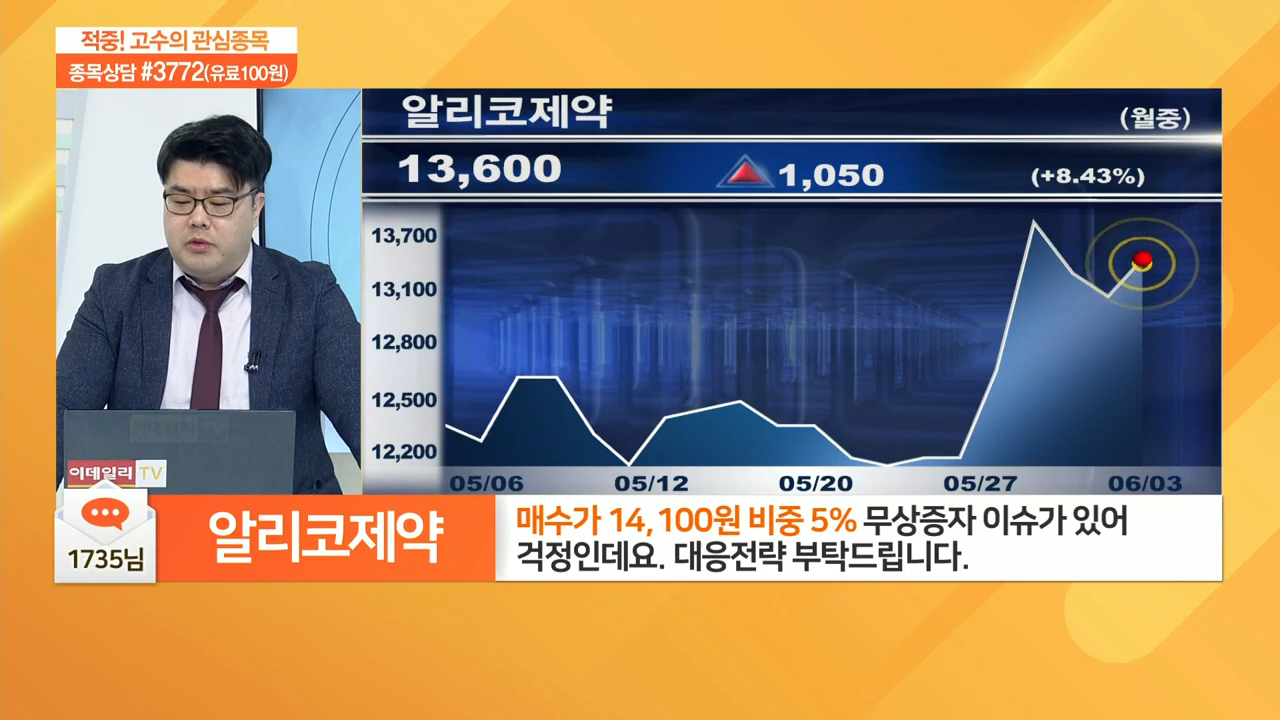 적중! 고수의 관심종목
종목상담 #3772(유료100원)
알리코제약 (월중)
13,600 ▲ 1,050 (+8.43%)
13,700
13,100
12,800
12,500
12,200
05/06 05/12 05/20 05/27 06/03
이데일리TV
1735님
알리코제약
매수가 14,100원 비중 5% 무상증자 이슈가 있어
걱정인데요. 대응전략 부탁드립니다.